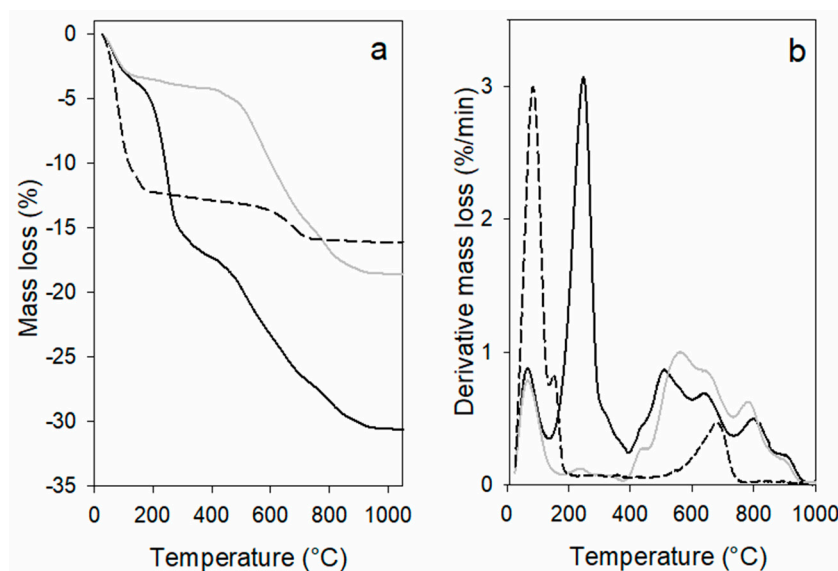 a
0
-5
-10
-15
-20
-25
-30
-35
Mass loss (%)
0 200 400 600 800 1000
Temperature (°C)
b
3
2
1
0
Derivative mass loss (%/min)
0 200 400 600 800 1000
Temperature (°C)